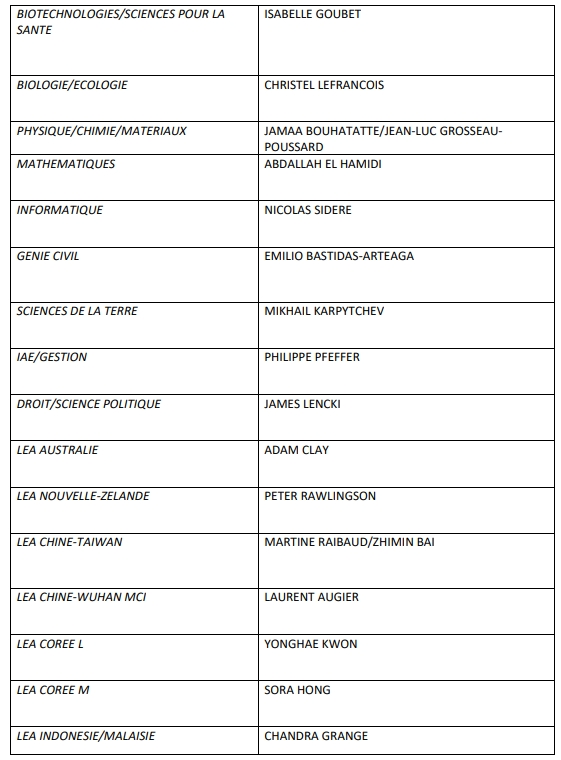 BIOTECHNOLOGIES/SCIENCES POUR LA
SANTE
ISABELLE GOUBET
BIOLOGIE/ECOLOGIE
CHRISTEL LEFRANCOIS
PHYSIQUE/CHIMIE/MATERIAUX
JAMAA BOUHATATTE/JEAN-LUC GROSSEAU-
POUSSARD
MATHEMATIQUES
ABDALLAH EL HAMIDI
INFORMATIQUE
NICOLAS SIDERE
GENIE CIVIL
EMILIO BASTIDAS-ARTEAGA
SCIENCES DE LA TERRE
MIKHAIL KARPYTCHEV
IAE/GESTION
PHILIPPE PFEFFER
DROIT/SCIENCE POLITIQUE
JAMES LENCKI
LEA AUSTRALIE
ADAM CLAY
LEA NOUVELLE-ZELANDE
PETER RAWLINGSON
LEA CHINE-TAIWAN
MARTINE RAIBAUD/ZHIMIN BAI
LEA CHINE-WUHAN MCI
LAURENT AUGIER
LEA COREE L
YONGHAE KWON
LEA COREE M
SORA HONG
LEA INDONESIE/MALAISIE
CHANDRA GRANGE